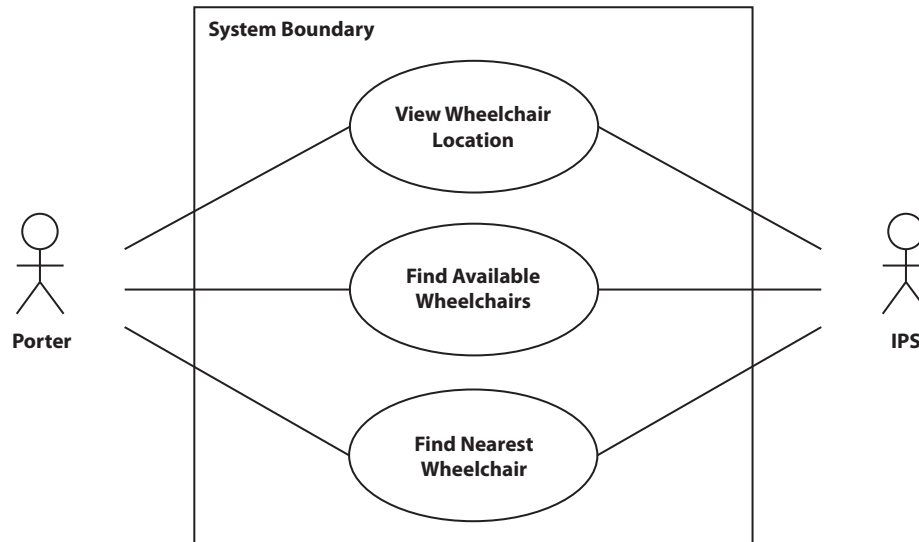 System Boundary
View Wheelchair
Location
Find Available
Wheelchairs
Porter
IPS
Find Nearest
Wheelchair